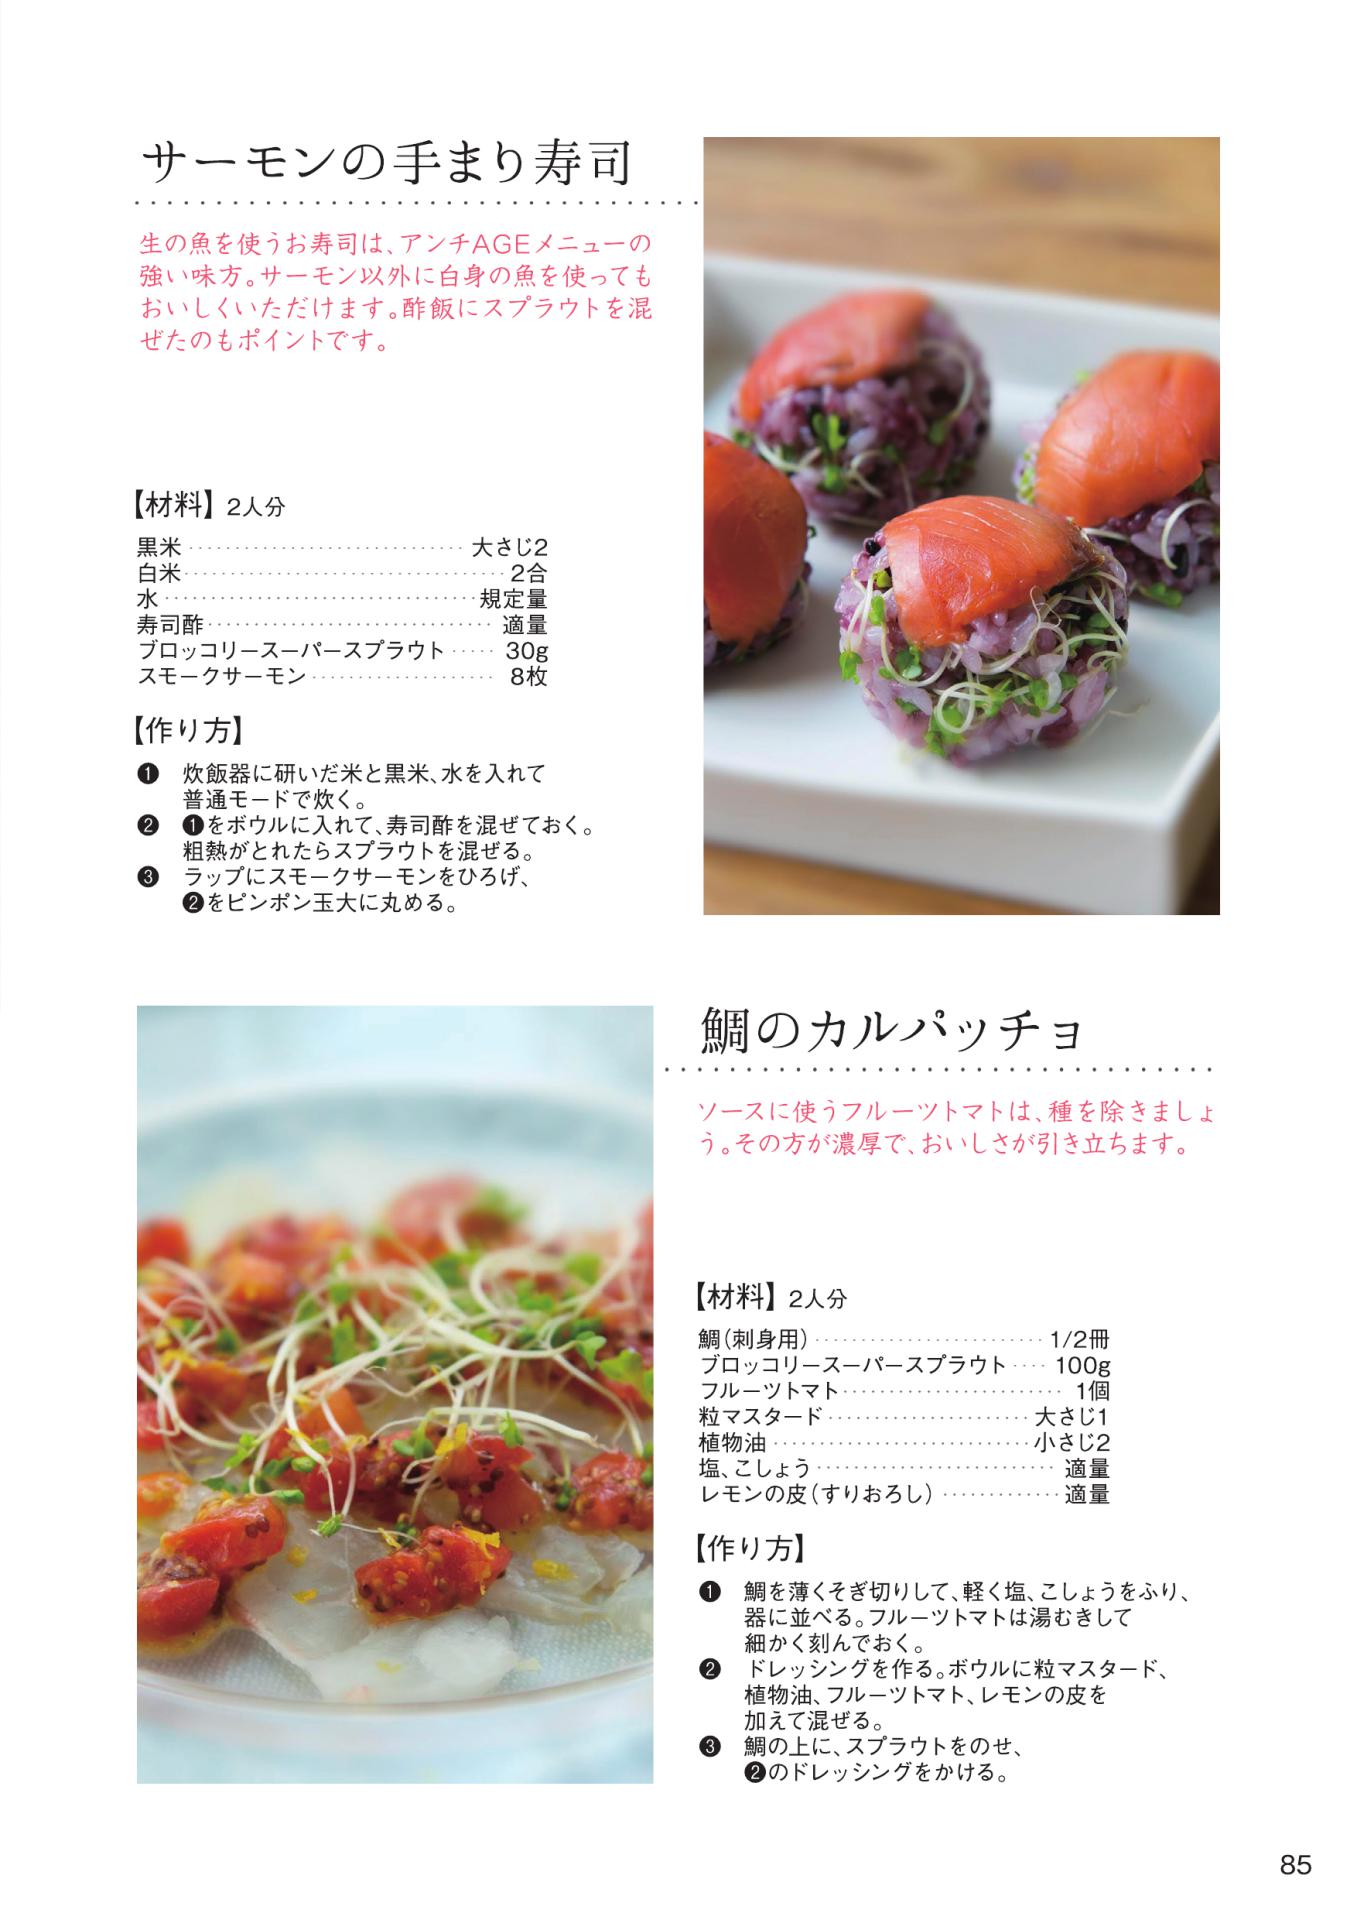 サーモンの手まり寿司
生の魚を使うお寿司は、アンチAGEメニューの
強い味方。サーモン以外に白身の魚を使っても
おいしくいただけます。酢飯にスプラウトを混
ぜたのもポイントです。
【材料】2人分
黒米 ････････････････････････････ 大さじ2
白米 ････････････････････････････ 2合
水 ････････････････････････････ 規定量
寿司酢 ････････････････････････････ 適量
ブロッコリースーパースプラウト ····· 30g
スモークサーモン ････････････････････ 8枚
【作り方】
❶ 炊飯器に研いだ米と黒米、水を入れて
普通モードで炊く。
❷ ❶をボウルに入れて、寿司酢を混ぜておく。
粗熱がとれたらスプラウトを混ぜる。
❸ ラップにスモークサーモンをひろげ、
❷をピンポン玉大に丸める。
鯛のカルパッチョ
ソースに使うフルーツトマトは、種を除きましょ
う。その方が濃厚で、おいしさが引き立ちます。
【材料】2人分
鯛(刺身用) ････････････････････････ 1/2冊
ブロッコリースーパースプラウト ···· 100g
フルーツトマト ････････････････････････ 1個
粒マスタード ･･････････････････････ 大さじ1
植物油 ････････････････････････････ 小さじ2
塩、こしょう ･･････････････････････････ 適量
レモンの皮(すりおろし) ············· 適量
【作り方】
❶ 鯛を薄くそぎ切りして、軽く塩、こしょうをふり、
器に並べる。フルーツトマトは湯むきして
細かく刻んでおく。
❷ ドレッシングを作る。ボウルに粒マスタード、
植物油、フルーツトマト、レモンの皮を
加えて混ぜる。
❸ 鯛の上に、スプラウトをのせ、
❷のドレッシングをかける。
85